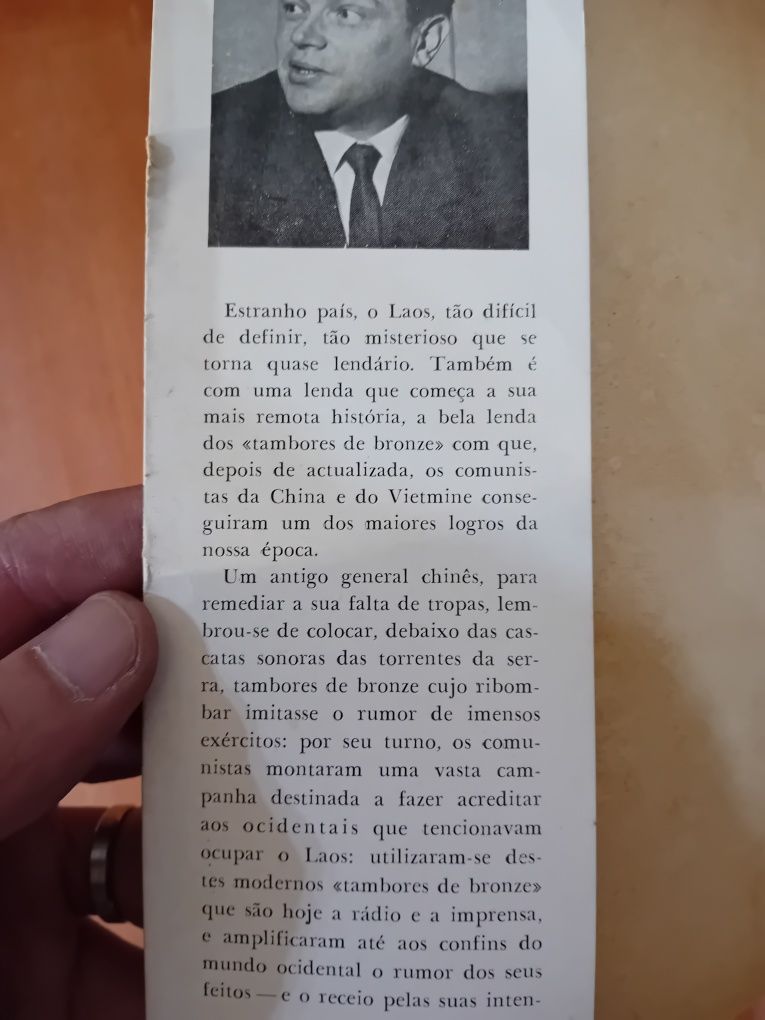 Estranho país, o Laos, tão difícil
de definir, tão misterioso que se
torna quase lendário. Também é
com uma lenda que começa a sua
mais remota história, a bela lenda
dos «tambores de bronze» com que,
depois de actualizada, os comunis-
tas da China e do Vietmine conse-
guiram um dos maiores logros da
nossa época.
Um antigo general chinês, para
remediar a sua falta de tropas, lem-
brou-se de colocar, debaixo das cas-
catas sonoras das torrentes da ser-
ra, tambores de bronze cujo ribom-
bar imitasse o rumor de imensos
exércitos: por seu turno, os comu-
nistas montaram uma vasta cam-
panha destinada a fazer acreditar
aos ocidentais que tencionavam
ocupar o Laos: utilizaram-se des-
tes modernos «tambores de bronze»
que são hoje a rádio e a imprensa,
e amplificaram até aos confins do
mundo ocidental o rumor dos seus
feitos — e o receio pelas suas inten-